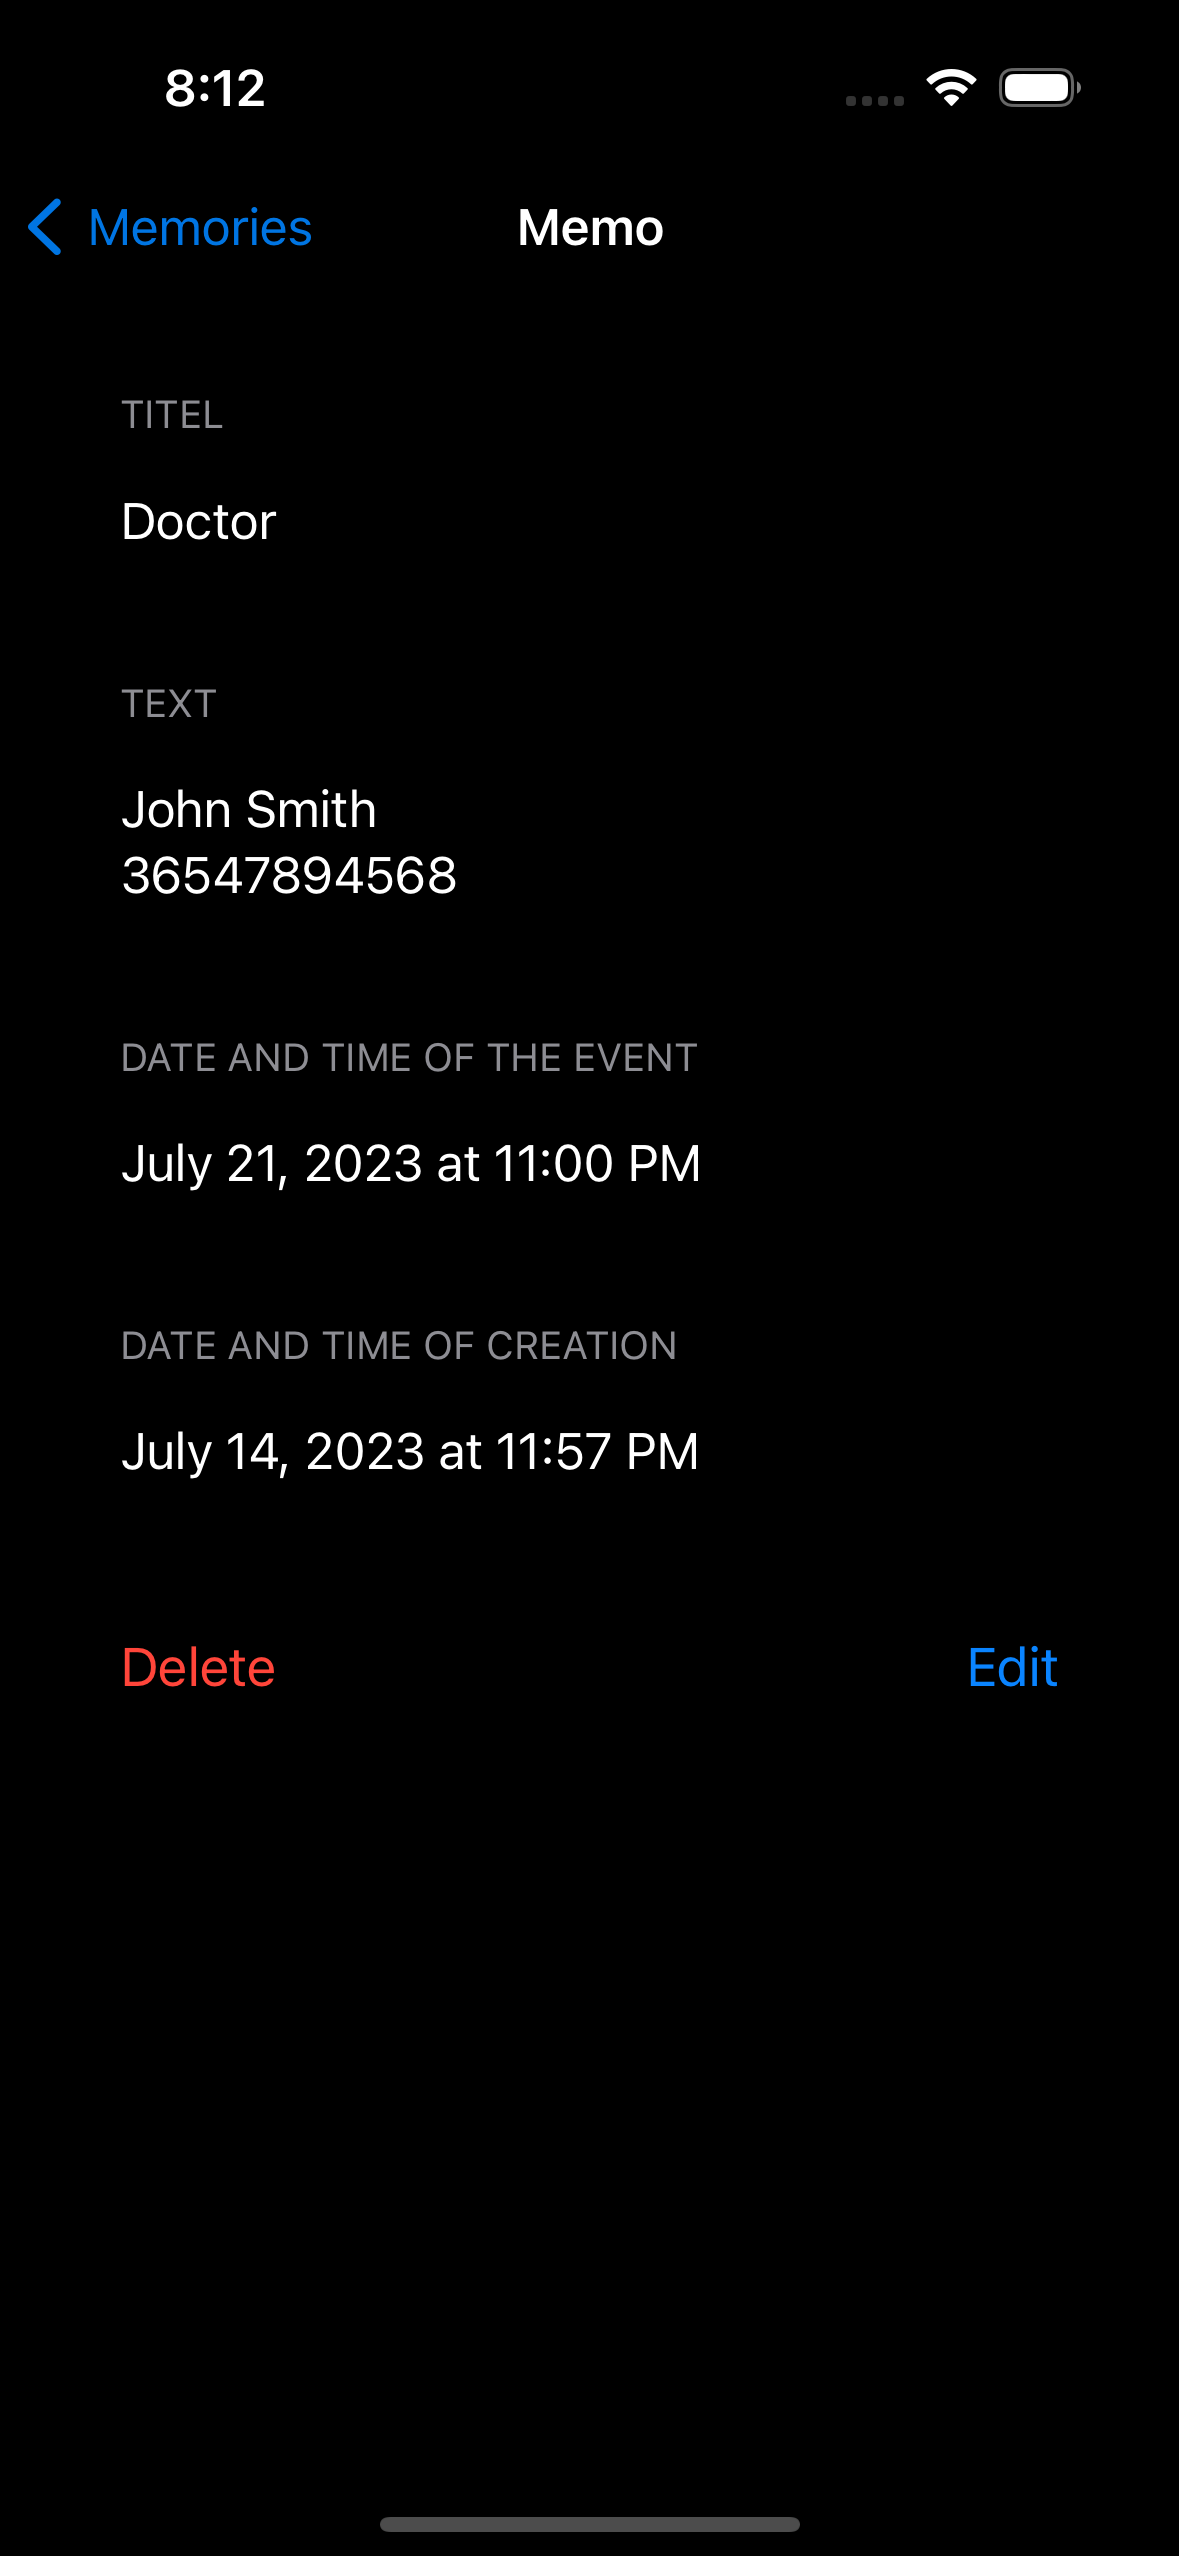 8:12
Memories
Memo
TITEL
Doctor
TEXT
John Smith
36547894568
DATE AND TIME OF THE EVENT
July 21, 2023 at 11:00 PM
DATE AND TIME OF CREATION
July 14, 2023 at 11:57 PM
Delete
Edit